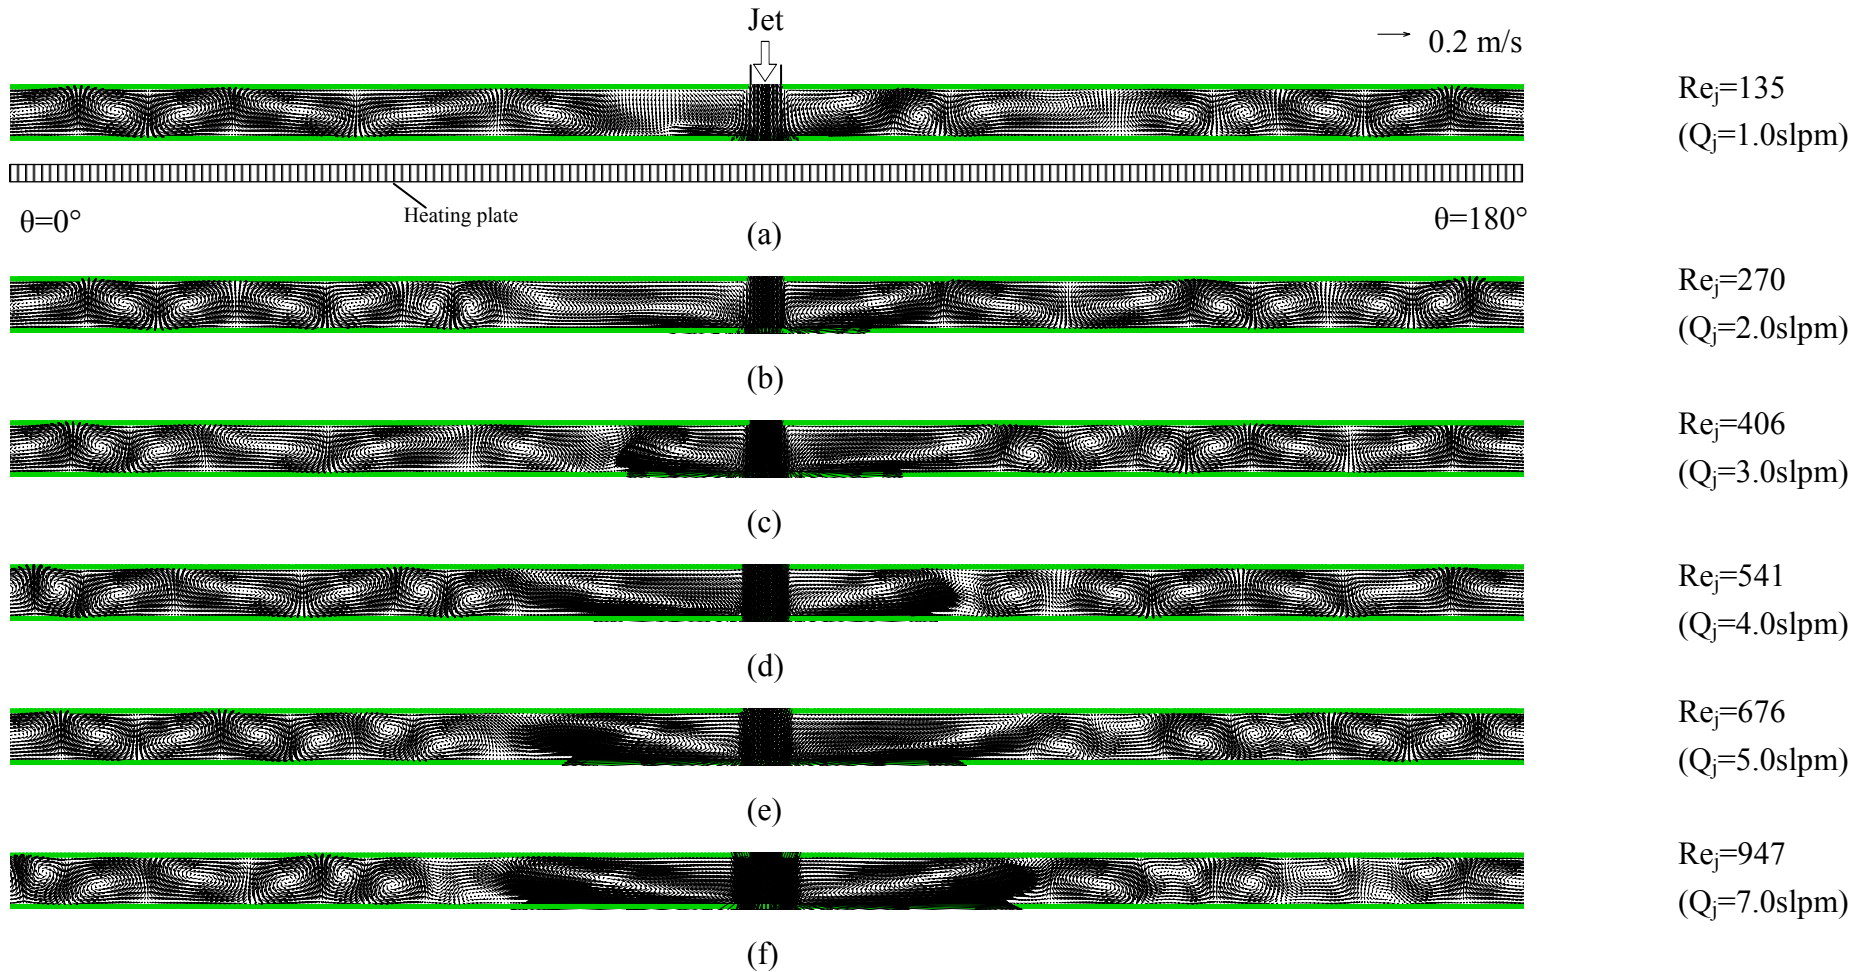 Jet
0.2 m/s
Re_j=135
(Q_j=1.0slpm)
Heating plate
θ=0°
θ=180°
(a)
Re_j=270
(Q_j=2.0slpm)
(b)
Re_j=406
(Q_j=3.0slpm)
(c)
Re_j=541
(Q_j=4.0slpm)
(d)
Re_j=676
(Q_j=5.0slpm)
(e)
Re_j=947
(Q_j=7.0slpm)
(f)